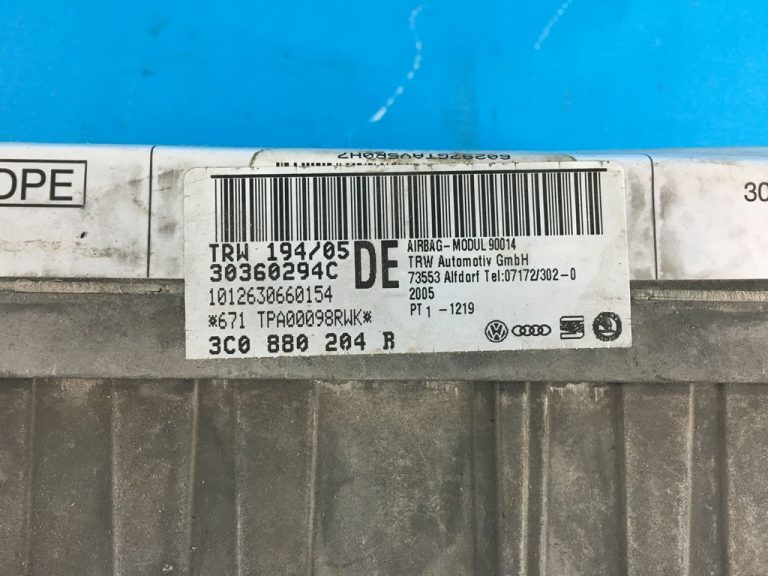 OPE
60297GTAVSR0H7
30
TRW 194/05
30360294C
1012630660154
*671 TPA00098RWK*
3C0 880 204 R
DE
AIRBAG-MODUL 90014
TRW Automotiv GmbH
73553 Alfdorf Tel:07172/302-0
2005
PT 1 -1219